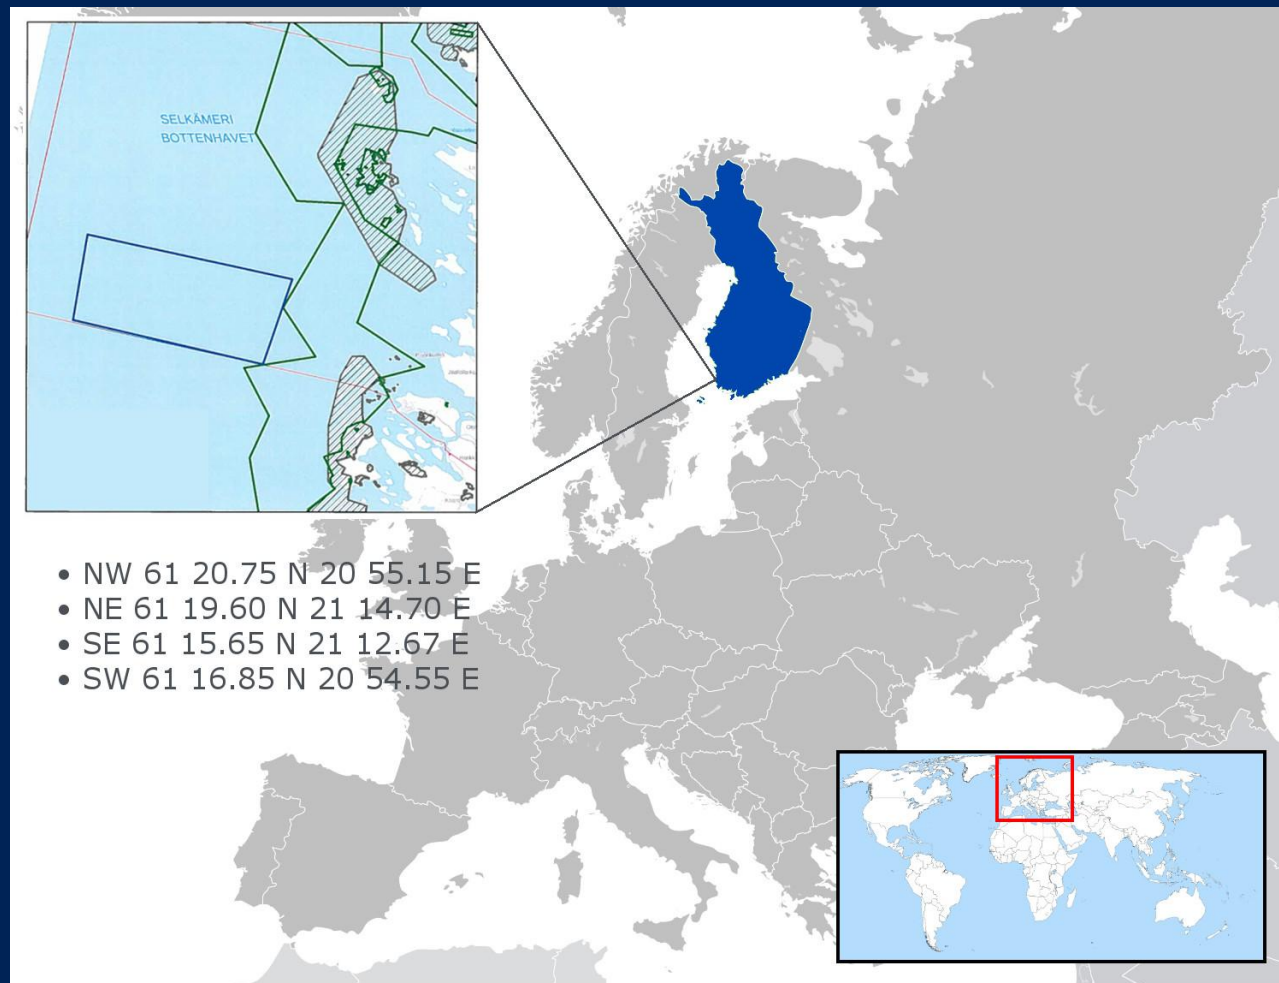 SELKÄMERI
BOTTENHAVET
• NW 61 20.75 N 20 55.15 E
• NE 61 19.60 N 21 14.70 E
• SE 61 15.65 N 21 12.67 E
• SW 61 16.85 N 20 54.55 E